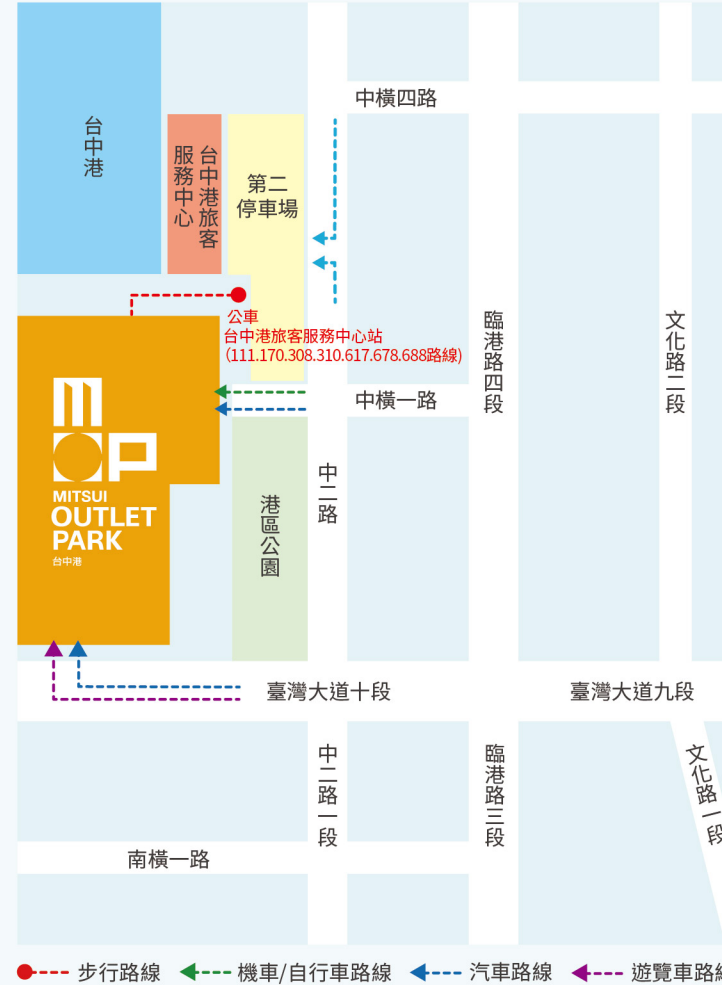 中橫四路
台中港
台中港旅客
服務中心
第二
停車場
公車
台中港旅客服務中心站
(111.170.308.310.617.678.688路線)
臨港路四段
文化路二段
中橫一路
MOP
MITSUI
OUTLET
PARK
台中港
中二路
港區公園
臺灣大道十段
臺灣大道九段
中二路一段
臨港路三段
文化路一段
南橫一路
步行路線
機車/自行車路線
汽車路線
遊覽車路線